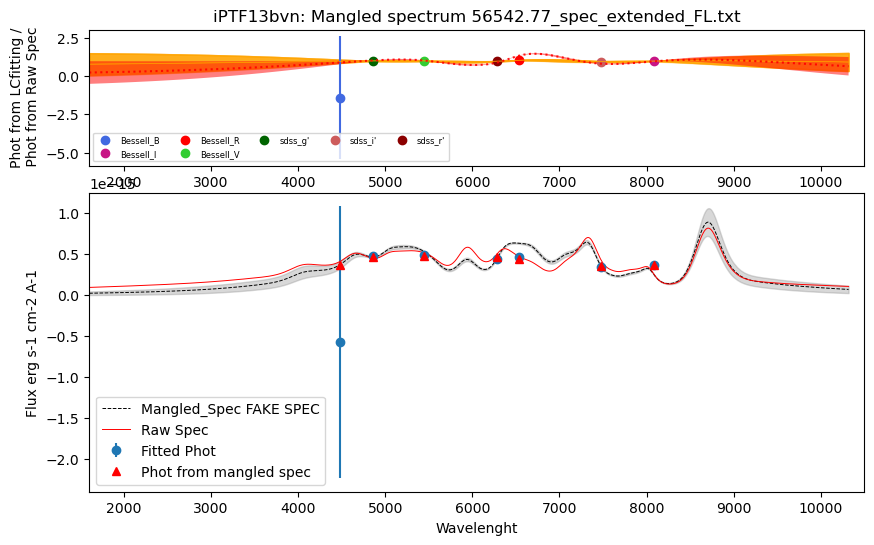 iPTF13bvn: Mangled spectrum 56542.77_spec_extended_FL.txt
Phot from LCfitting /
Phot from Raw Spec
2.5
0.0
−2.5
−5.0
Bessell_B
Bessell_R
sdss_g'
sdss_i'
sdss_r'
Bessell_I
Bessell_V
2000 3000 4000 5000 6000 7000 8000 9000 10000
1e−15
Flux erg s-1 cm-2 A-1
1.0
0.5
0.0
−0.5
−1.0
−1.5
−2.0
Mangled_Spec FAKE SPEC
Raw Spec
Fitted Phot
Phot from mangled spec
2000 3000 4000 5000 6000 7000 8000 9000 10000
Wavelenght